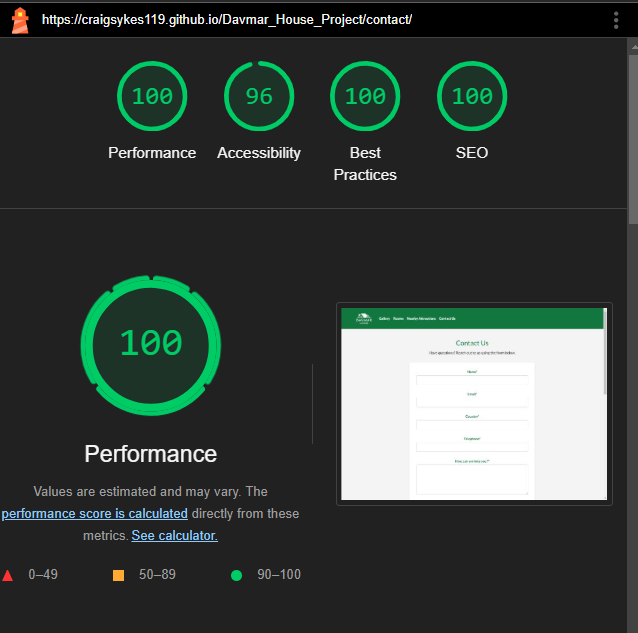 https://craigsykes119.github.io/Davmar_House_Project/contact/
100
96
100
100
Performance
Accessibility
Best
Practices
SEO
100
Performance
Values are estimated and may vary. The
performance score is calculated directly from these
metrics. See calculator.
0–49
50–89
90–100
Gallery Rooms Nearby Attractions Contact Us
Contact Us
Have questions? Reach out to us using the form below.
Name*
Email*
Country*
Telephone*
How can we help you?*